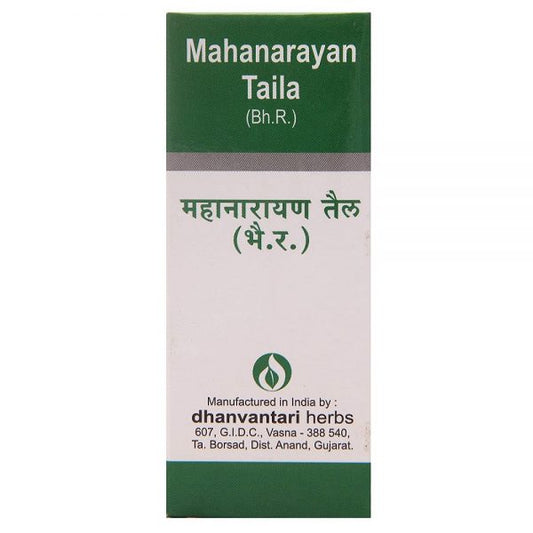 Mahanarayan
Taila
(Bh.R.)
महानारायण तैल
(भै.र.)
Manufactured in India by :
dhanvantari herbs
607, G.I.D.C., Vasna - 388 540,
Ta. Borsad, Dist. Anand, Gujarat.